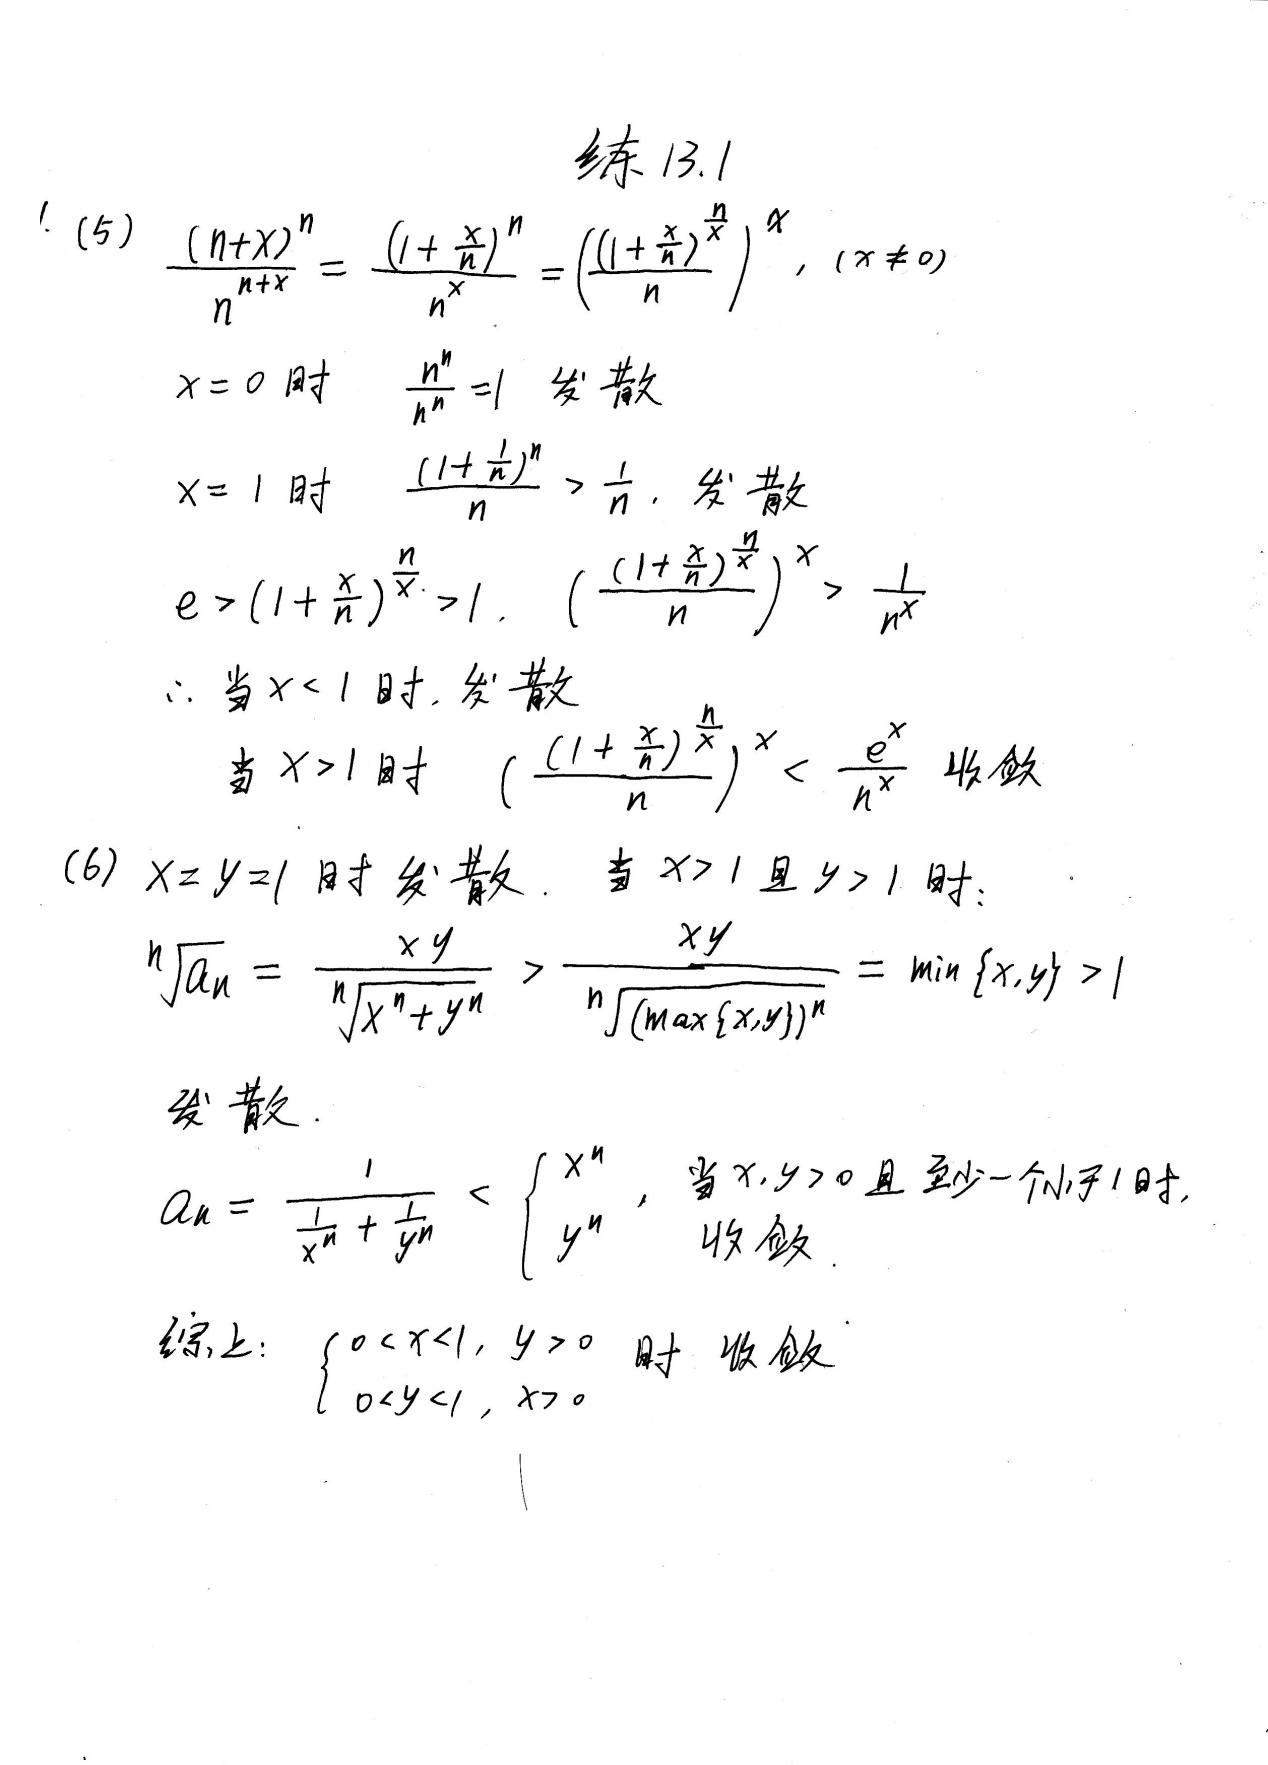 练 13.1
1. (5) \frac{(n+x)^n}{n^{n+x}} = \frac{(1+\frac{x}{n})^n}{n^x} = \left(\frac{(1+\frac{x}{n})^{\frac{n}{x}}}{n}\right)^x, (x≠0)
x=0 时 \frac{n^n}{n^n}=1 发散
x=1 时 \frac{(1+\frac{1}{n})^n}{n} > \frac{1}{n}. 发散
e>(1+\frac{x}{n})^{\frac{n}{x}}>1. \left(\frac{(1+\frac{x}{n})^{\frac{n}{x}}}{n}\right)^x > \frac{1}{n^x}
∴ 当 x<1 时. 发散
当 x>1 时 \left(\frac{(1+\frac{x}{n})^{\frac{n}{x}}}{n}\right)^x < \frac{e^x}{n^x} 收敛
(6) x=y=1 时 发散. 当 x>1 且 y>1 时:
\sqrt[n]{a_n} = \frac{xy}{\sqrt[n]{x^n+y^n}} > \frac{xy}{\sqrt[n]{(max\{x,y\})^n}} = min{x,y}>1
发散.
a_n = \frac{1}{\frac{1}{x^n}+\frac{1}{y^n}} < \begin{cases} x^n \\ y^n \end{cases}, 当 x,y>0 且 至少一个小于1时,
收敛.
综上: \begin{cases} 0<x<1, y>0 \\ 0<y<1, x>0 \end{cases} 时 收敛